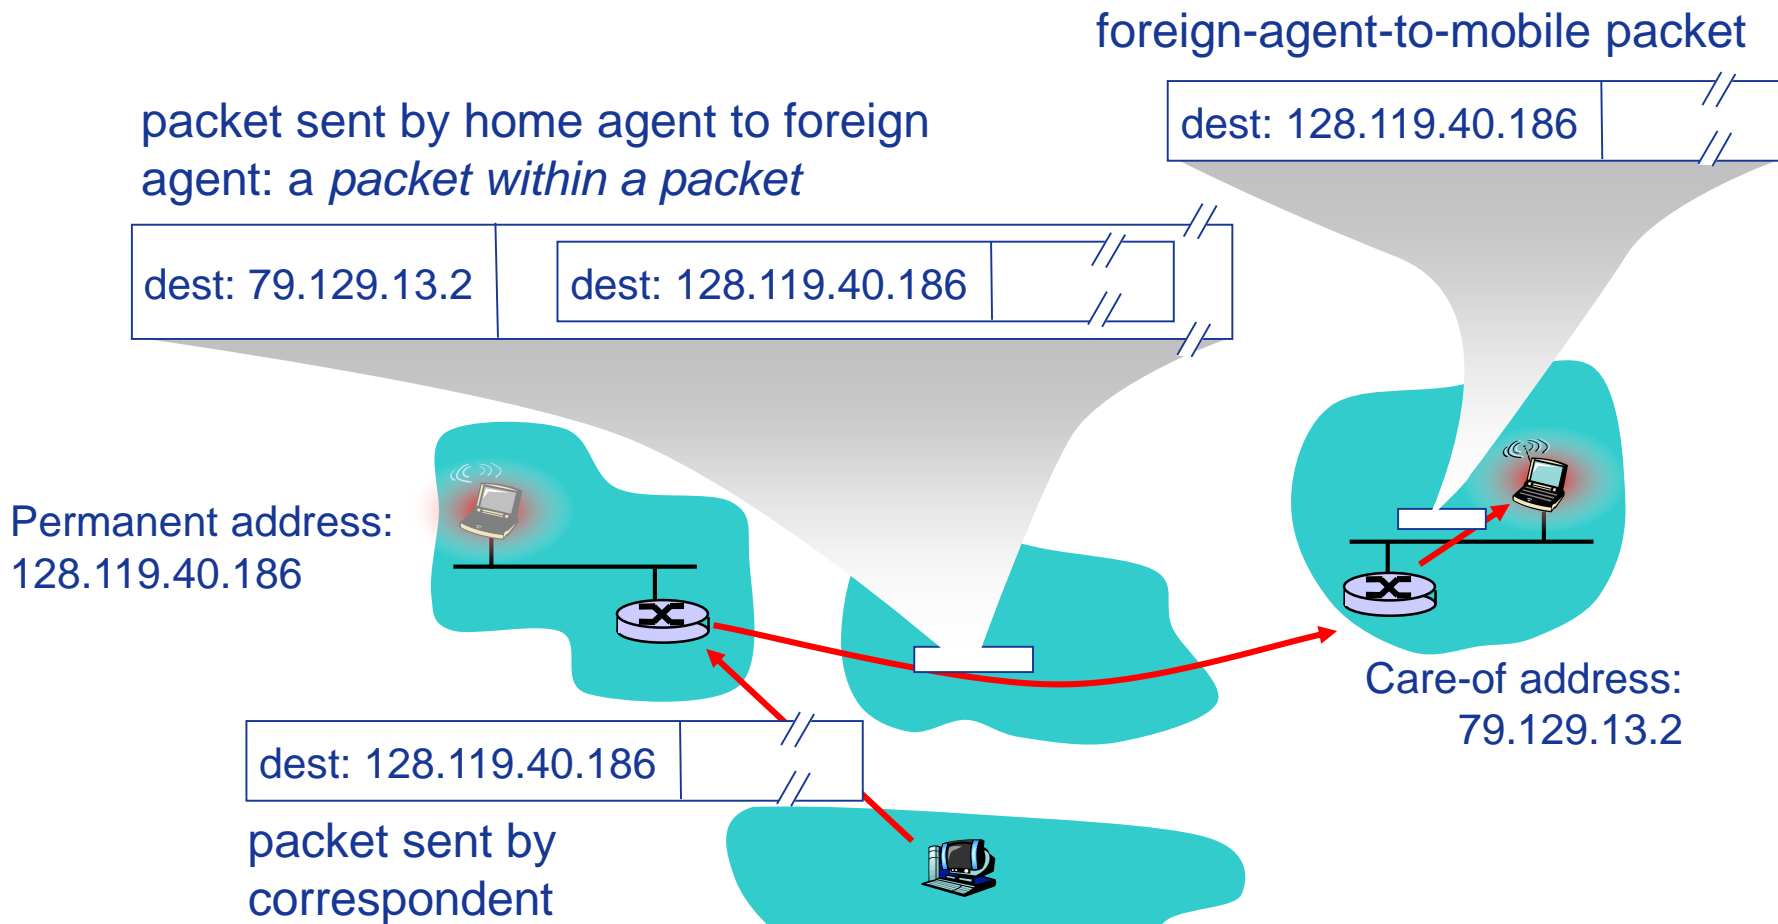 foreign-agent-to-mobile packet
dest: 128.119.40.186
packet sent by home agent to foreign
agent: a packet within a packet
dest: 79.129.13.2
dest: 128.119.40.186
Permanent address:
128.119.40.186
Care-of address:
79.129.13.2
dest: 128.119.40.186
packet sent by
correspondent